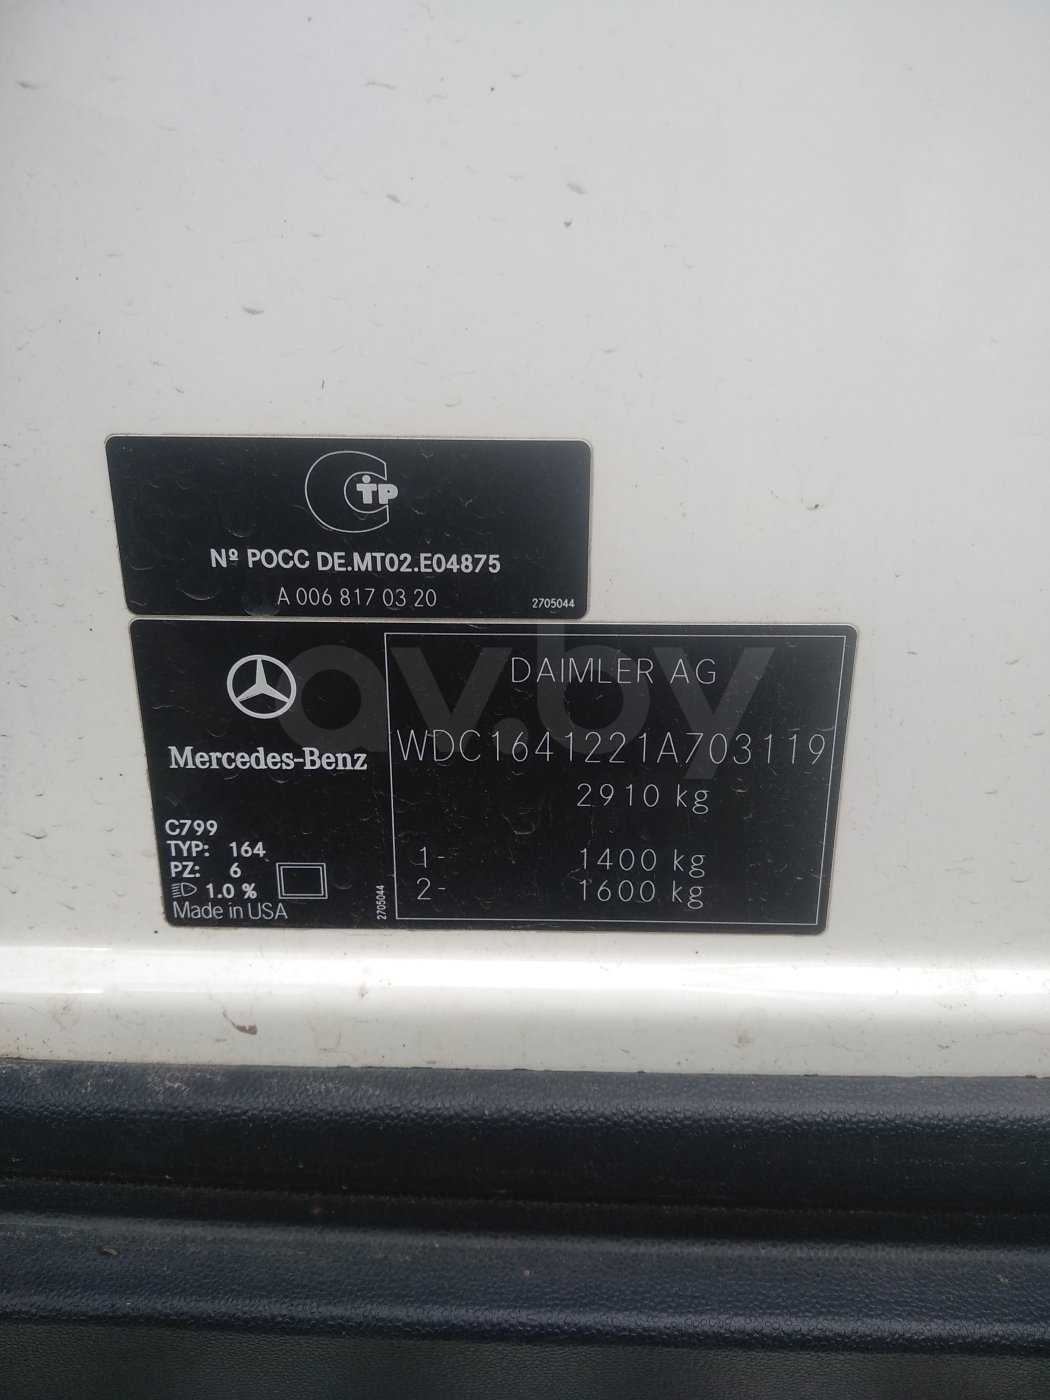 СТР
Nº РОСС DE.MT02.E04875
A 006 817 03 20
2705044
av.by
Mercedes-Benz
C799
TYP: 164
PZ: 6
1.0 %
Made in USA
2705044
DAIMLER AG
WDC1641221A703119
2910 kg
1- 1400 kg
2- 1600 kg